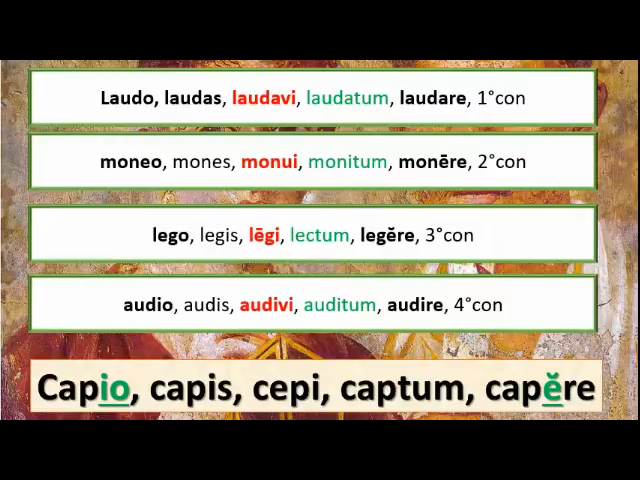 Laudo, laudas, laudavi, laudatum, laudare, 1°con
moneo, mones, monui, monitum, monēre, 2°con
lego, legis, lēgi, lectum, legĕre, 3°con
audio, audis, audivi, auditum, audire, 4°con
Capio, capis, cepi, captum, capĕre